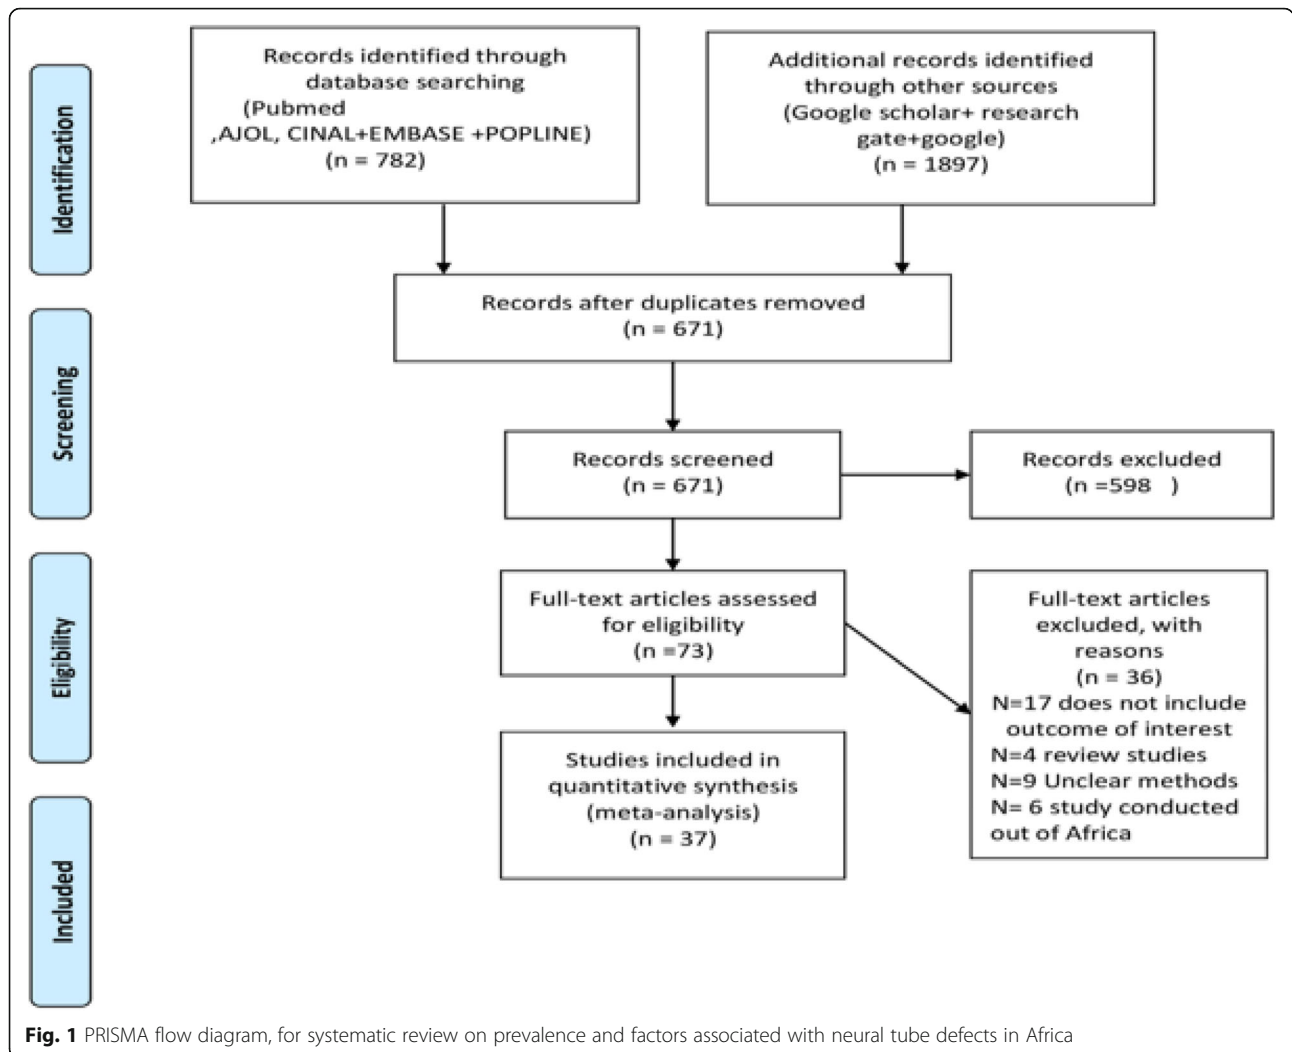 Records identified through
database searching
(Pubmed
,AJOL, CINAL+EMBASE +POPLINE)
(n = 782)
Additional records identified
through other sources
(Google scholar+ research
gate+google)
(n = 1897)
Identification
Records after duplicates removed
(n = 671)
Screening
Records screened
(n = 671)
Records excluded
(n =598 )
Eligibility
Full-text articles assessed
for eligibility
(n =73)
Full-text articles
excluded, with
reasons
(n = 36)
N=17 does not include
outcome of interest
N=4 review studies
N=9 Unclear methods
N= 6 study conducted
out of Africa
Studies included in
quantitative synthesis
(meta-analysis)
(n = 37)
Included
Fig. 1 PRISMA flow diagram, for systematic review on prevalence and factors associated with neural tube defects in Africa